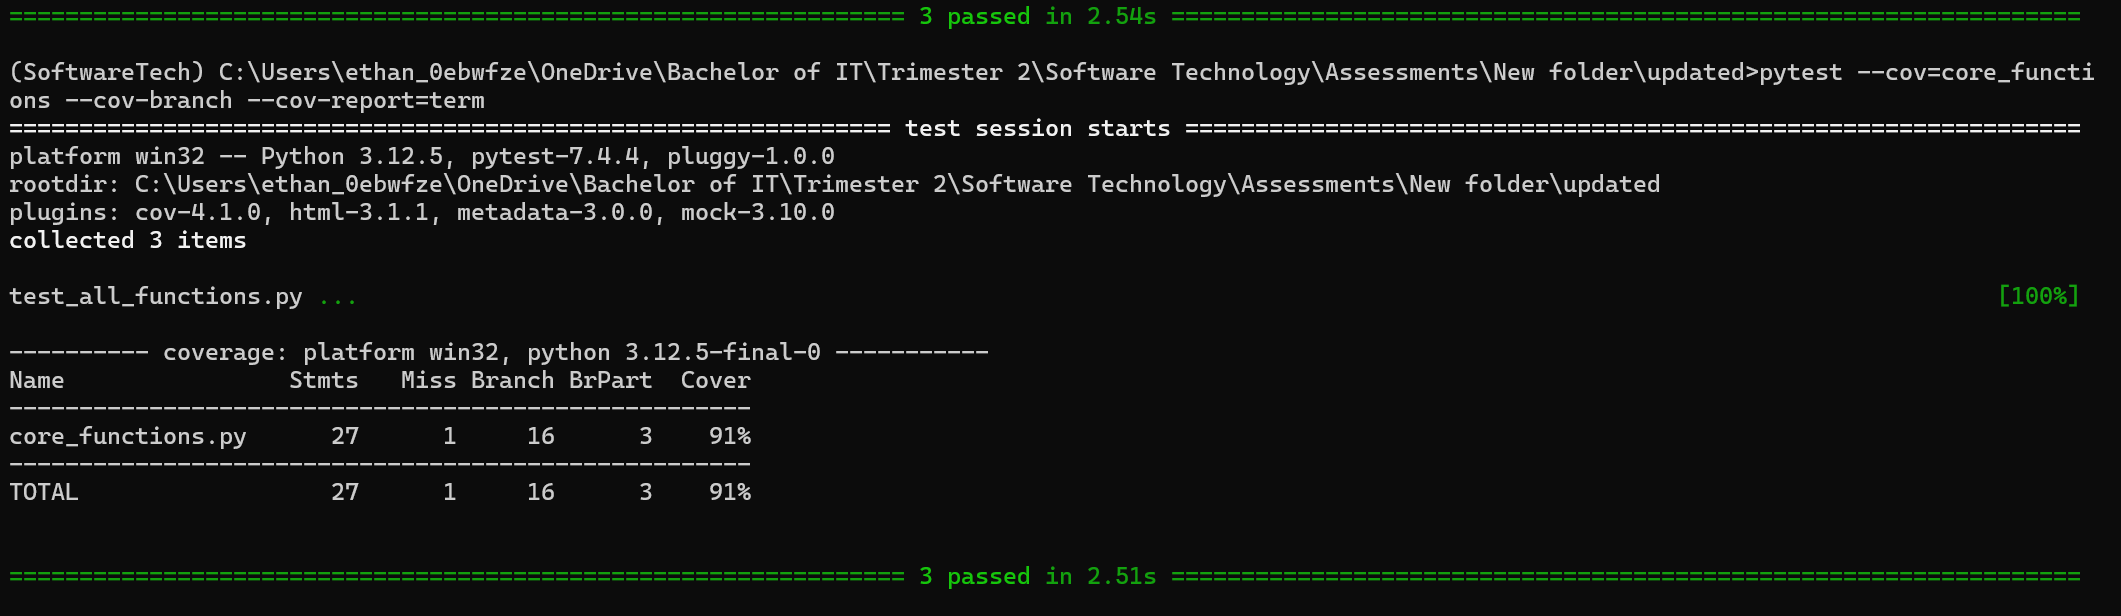 ================================================================ 3 passed in 2.54s =================================================================
(SoftwareTech) C:\Users\ethan_0ebwfze\OneDrive\Bachelor of IT\Trimester 2\Software Technology\Assessments\New folder\updated>pytest --cov=core_functi
ons --cov-branch --cov-report=term
=============================================================== test session starts ================================================================
platform win32 -- Python 3.12.5, pytest-7.4.4, pluggy-1.0.0
rootdir: C:\Users\ethan_0ebwfze\OneDrive\Bachelor of IT\Trimester 2\Software Technology\Assessments\New folder\updated
plugins: cov-4.1.0, html-3.1.1, metadata-3.0.0, mock-3.10.0
collected 3 items
test_all_functions.py ... [100%]
---------- coverage: platform win32, python 3.12.5-final-0 -----------
Name                Stmts   Miss Branch BrPart  Cover
-----------------------------------------------------
core_functions.py      27      1     16      3    91%
-----------------------------------------------------
TOTAL                  27      1     16      3    91%
================================================================ 3 passed in 2.51s =================================================================